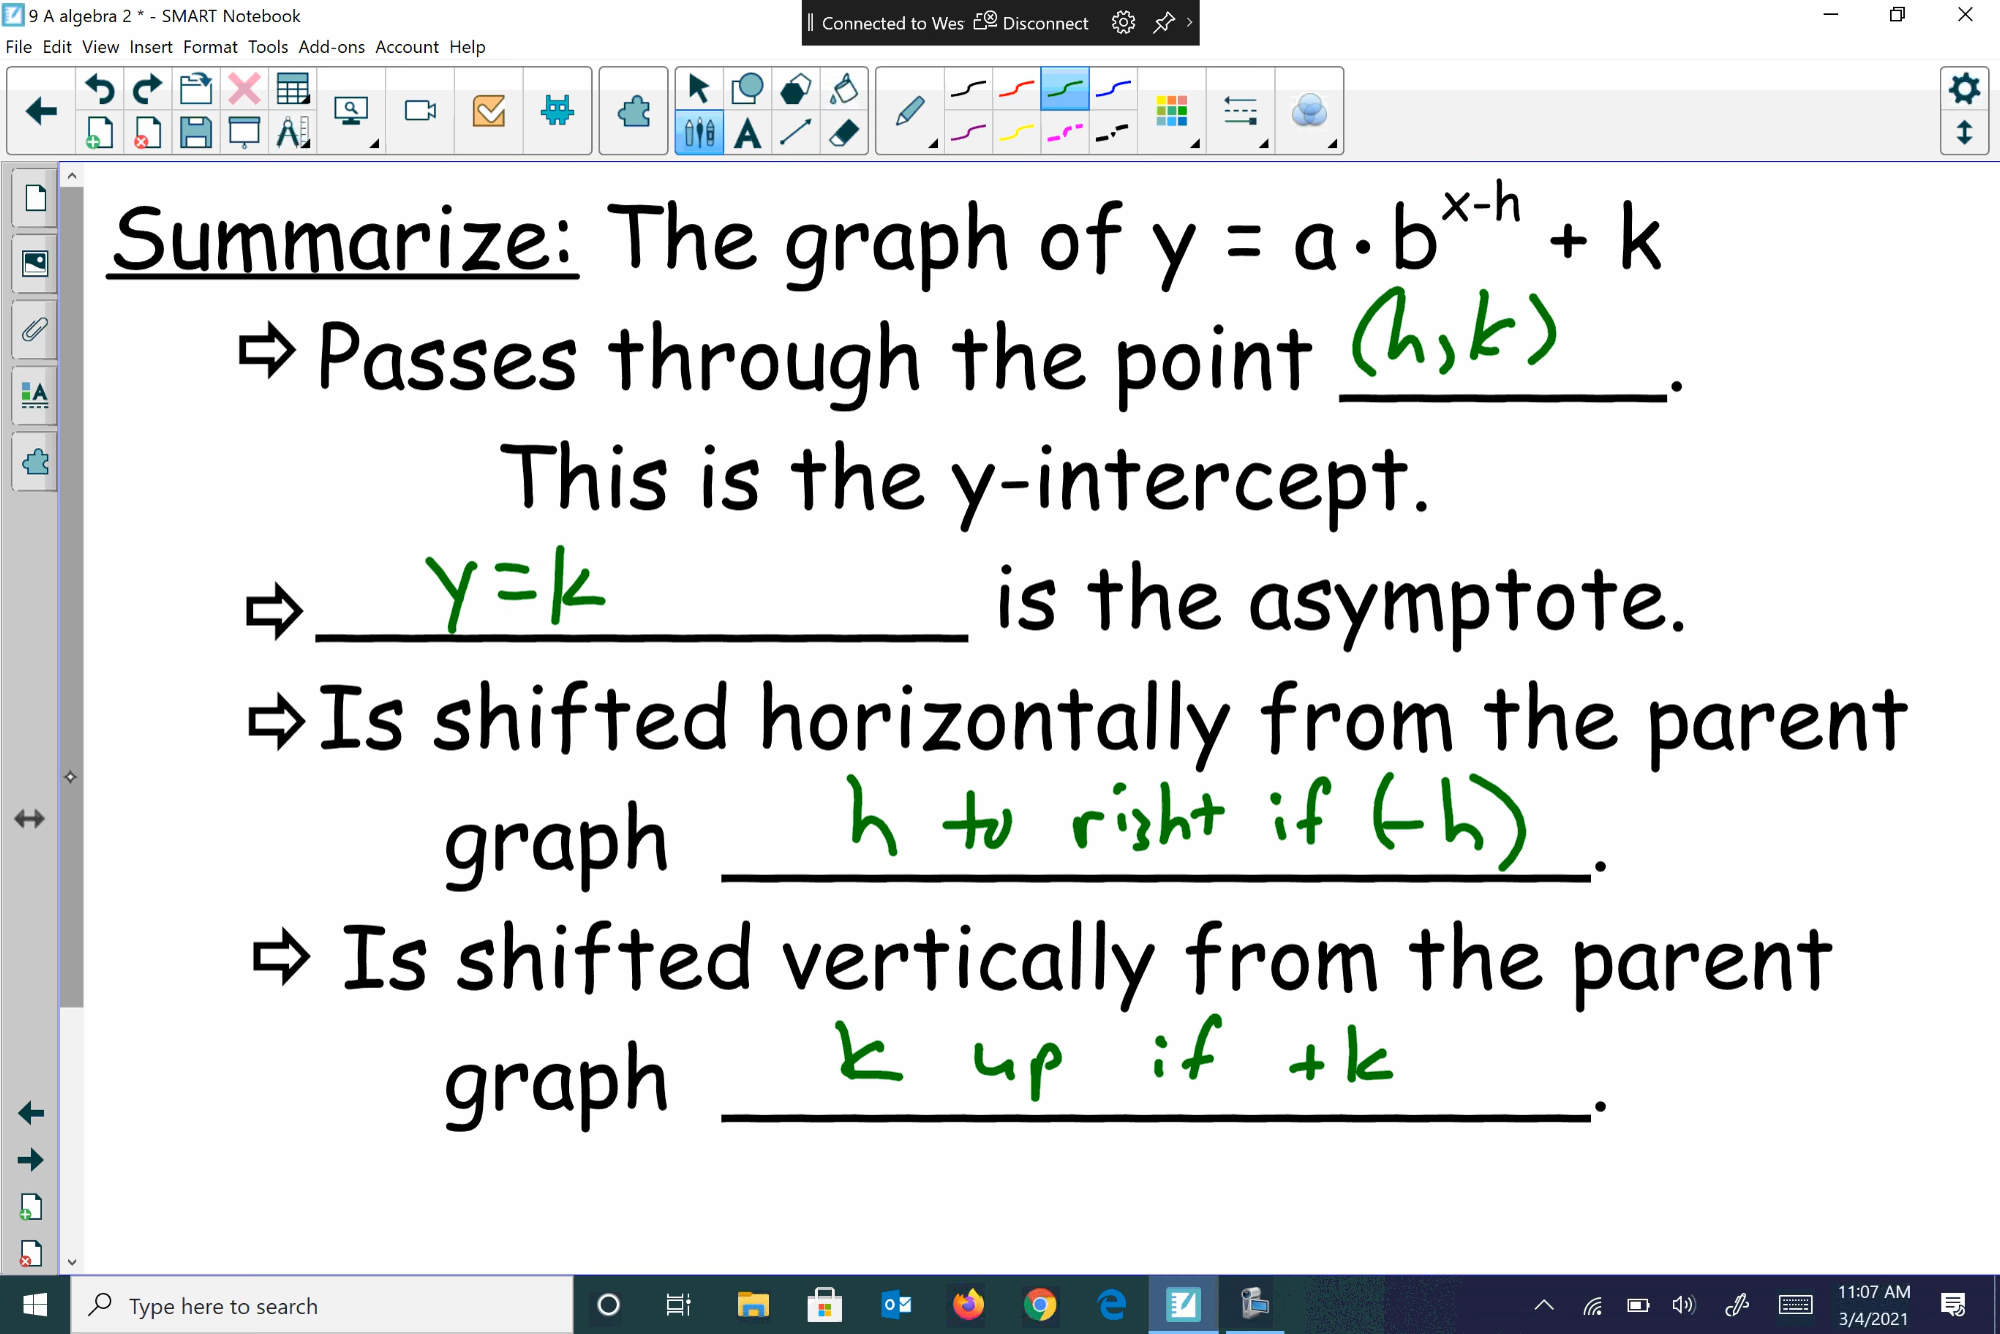 9 A algebra 2 * - SMART Notebook
Connected to Wes Disconnect
File Edit View Insert Format Tools Add-ons Account Help
Summarize: The graph of y = a · b^(x-h) + k
⇨ Passes through the point (h,k).
This is the y-intercept.
⇨ y=k is the asymptote.
⇨ Is shifted horizontally from the parent
graph h to right if (-h).
⇨ Is shifted vertically from the parent
graph k up if +k.
Type here to search
11:07 AM
3/4/2021